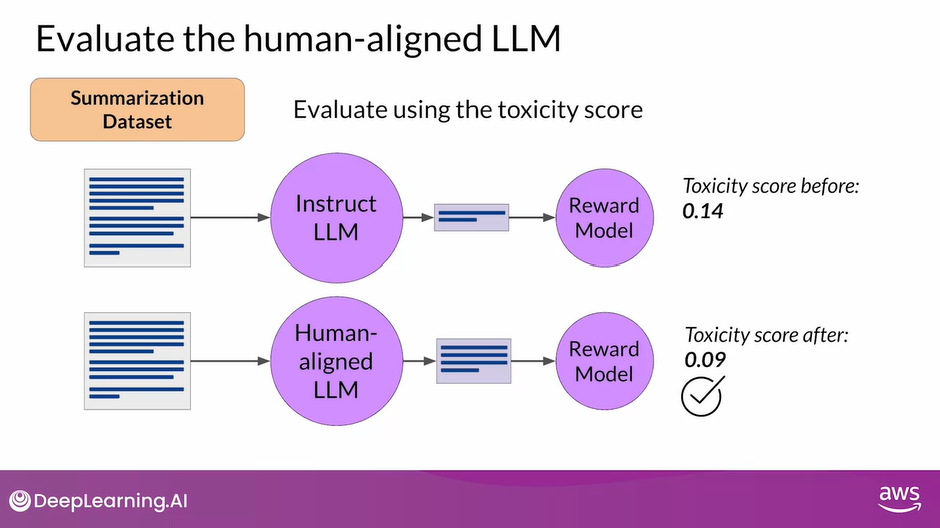 Evaluate the human-aligned LLM
Summarization
Dataset
Evaluate using the toxicity score
Instruct
LLM
Reward
Model
Toxicity score before:
0.14
Human-
aligned
LLM
Reward
Model
Toxicity score after:
0.09
DeepLearning.AI
aws